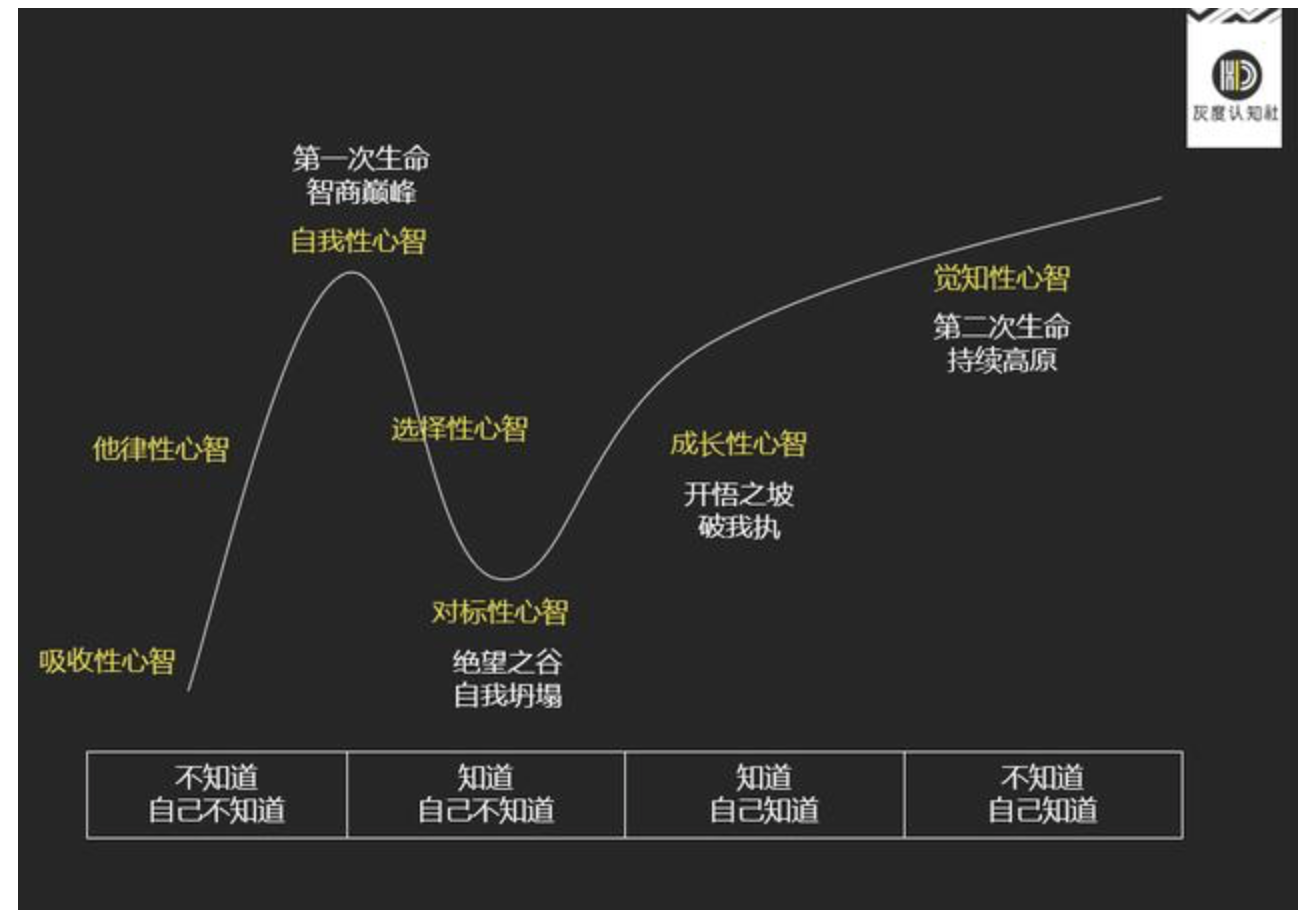 灰度认知社
第一次生命
智商巅峰
自我性心智
觉知性心智
第二次生命
持续高原
他律性心智
选择性心智
成长性心智
开悟之坡
破我执
对标性心智
绝望之谷
自我坍塌
吸收性心智
不知道
自己不知道
知道
自己不知道
知道
自己知道
不知道
自己知道